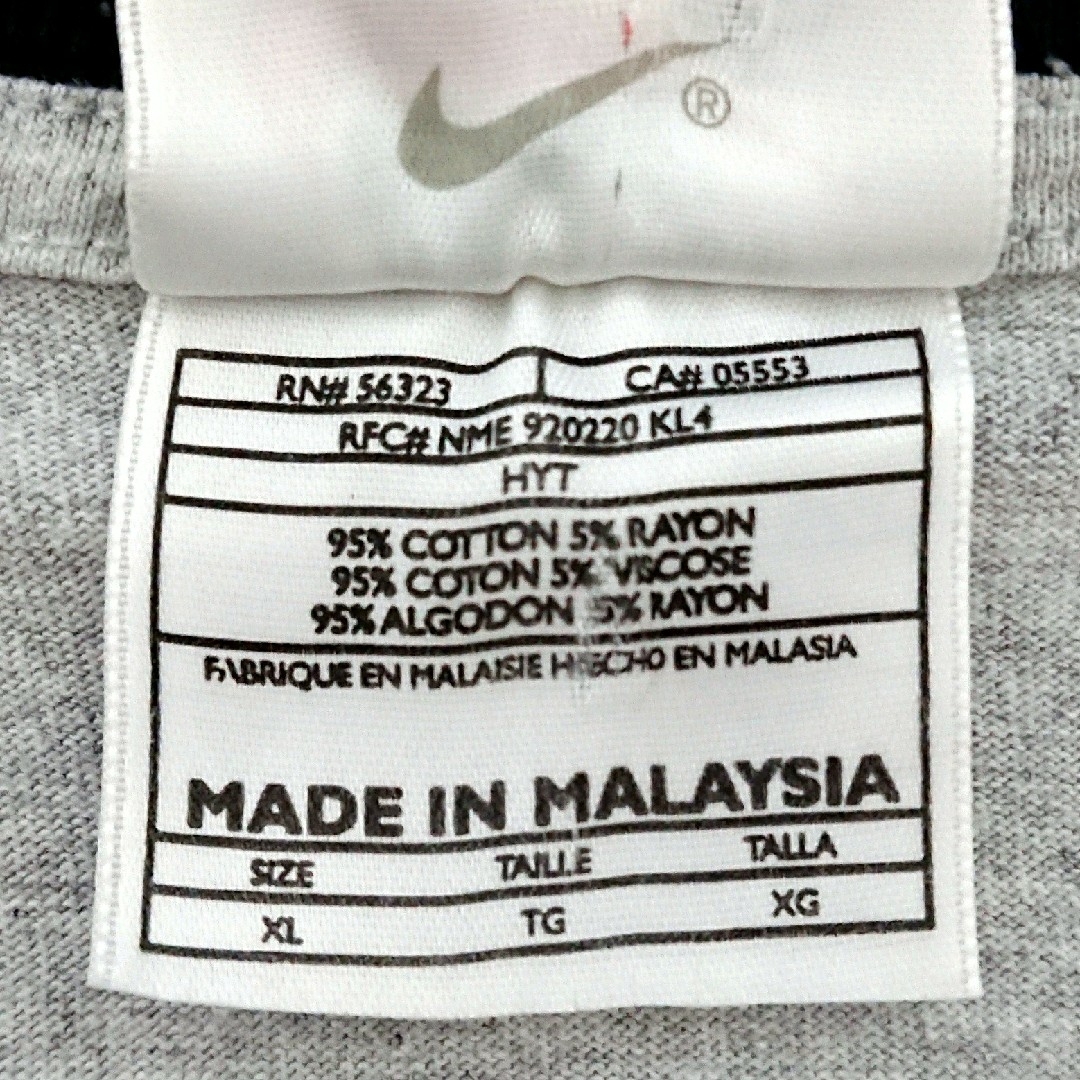 ®
RN# 56323 CA# 05553
RFC# NME 920220 KL4
HYT
95% COTTON 5% RAYON
95% COTON 5% VISCOSE
95% ALGODON 5% RAYON
FABRIQUE EN MALAISIE HECHO EN MALASIA
MADE IN MALAYSIA
SIZE TAILLE TALLA
XL TG XG